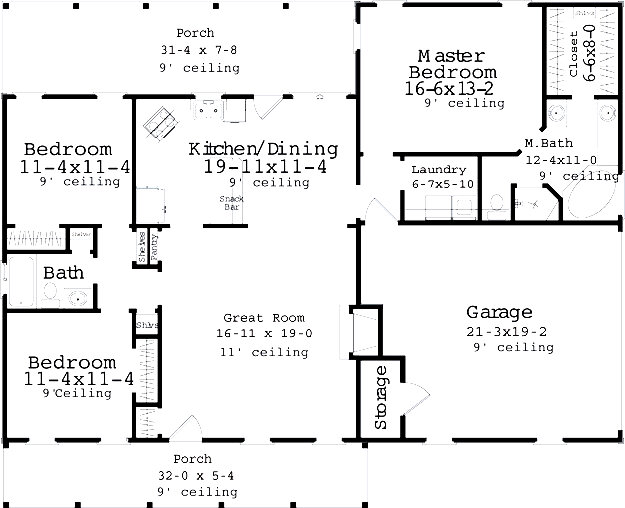 Porch
31-4 x 7-8
9' ceiling
Master
Bedroom
16-6x13-2
9' ceiling
Closet
6-6x8-0
Bedroom
11-4x11-4
9' ceiling
Kitchen/Dining
19-11x11-4
9' ceiling
Snack
Bar
Laundry
6-7x5-10
M.Bath
12-4x11-0
9' ceiling
Shelves
Shelves
Pantry
Bath
Shlvs
Great Room
16-11 x 19-0
11' ceiling
Garage
21-3x19-2
9' ceiling
Bedroom
11-4x11-4
9'Ceiling
Storage
Porch
32-0 x 5-4
9' ceiling